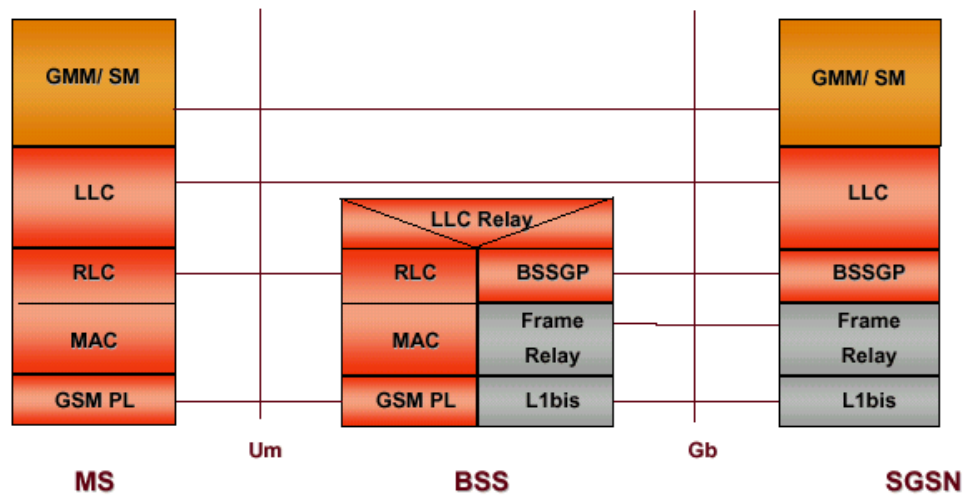 GMM/ SM
GMM/ SM
LLC
LLC
LLC Relay
RLC
RLC
BSSGP
BSSGP
MAC
MAC
Frame
Relay
Frame
Relay
GSM PL
GSM PL
L1bis
L1bis
Um
Gb
MS
BSS
SGSN